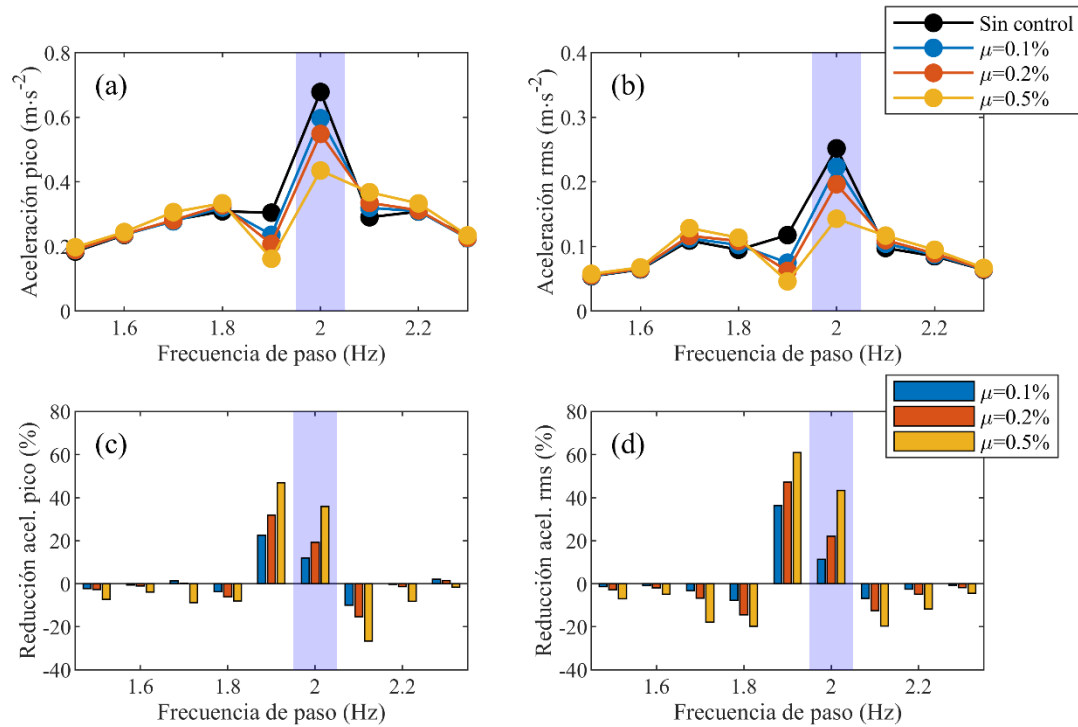 (a)
Aceleración pico (m·s⁻²)
0.8
0.6
0.4
0.2
0
1.6 1.8 2 2.2
Frecuencia de paso (Hz)
(b)
Aceleración rms (m·s⁻²)
0.4
0.3
0.2
0.1
0
1.6 1.8 2 2.2
Frecuencia de paso (Hz)
Sin control
μ=0.1%
μ=0.2%
μ=0.5%
(c)
Reducción acel. pico (%)
80
60
40
20
0
-20
-40
1.6 1.8 2 2.2
Frecuencia de paso (Hz)
(d)
Reducción acel. rms (%)
80
60
40
20
0
-20
-40
1.6 1.8 2 2.2
Frecuencia de paso (Hz)
μ=0.1%
μ=0.2%
μ=0.5%